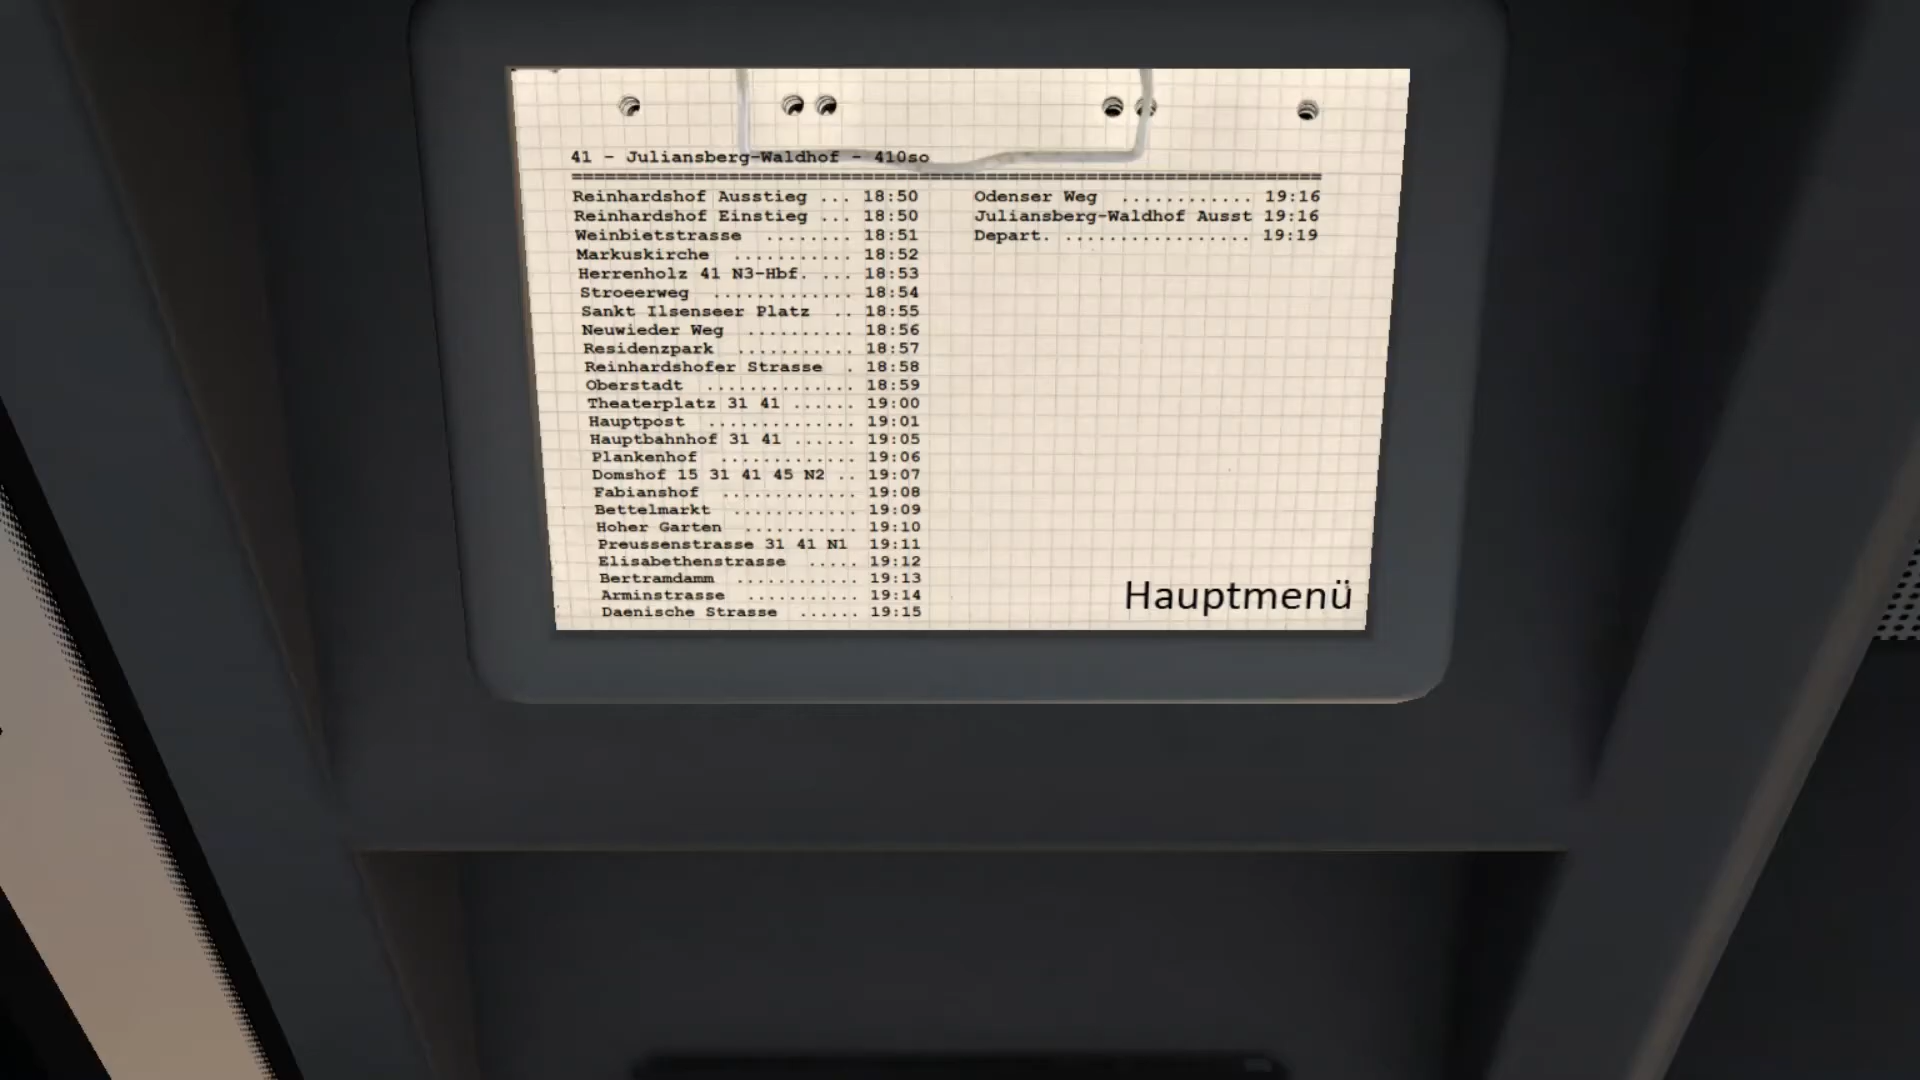 41 - Juliansberg-Waldhof - 410so
Reinhardshof Ausstieg ... 18:50
Reinhardshof Einstieg ... 18:50
Weinbietstrasse ........ 18:51
Markuskirche ........... 18:52
Herrenholz 41 N3-Hbf. ... 18:53
Stroeerweg ............. 18:54
Sankt Ilsenseer Platz .. 18:55
Neuwieder Weg .......... 18:56
Residenzpark ........... 18:57
Reinhardshofer Strasse . 18:58
Oberstadt .............. 18:59
Theaterplatz 31 41 ...... 19:00
Hauptpost .............. 19:01
Hauptbahnhof 31 41 ...... 19:05
Plankenhof ............. 19:06
Domshof 15 31 41 45 N2 .. 19:07
Fabianshof ............. 19:08
Bettelmarkt ............ 19:09
Hoher Garten ........... 19:10
Preussenstrasse 31 41 N1 19:11
Elisabethenstrasse ..... 19:12
Bertramdamm ............ 19:13
Arminstrasse ........... 19:14
Daenische Strasse ...... 19:15
Odenser Weg ............ 19:16
Juliansberg-Waldhof Ausst 19:16
Depart. ................. 19:19
Hauptmenü